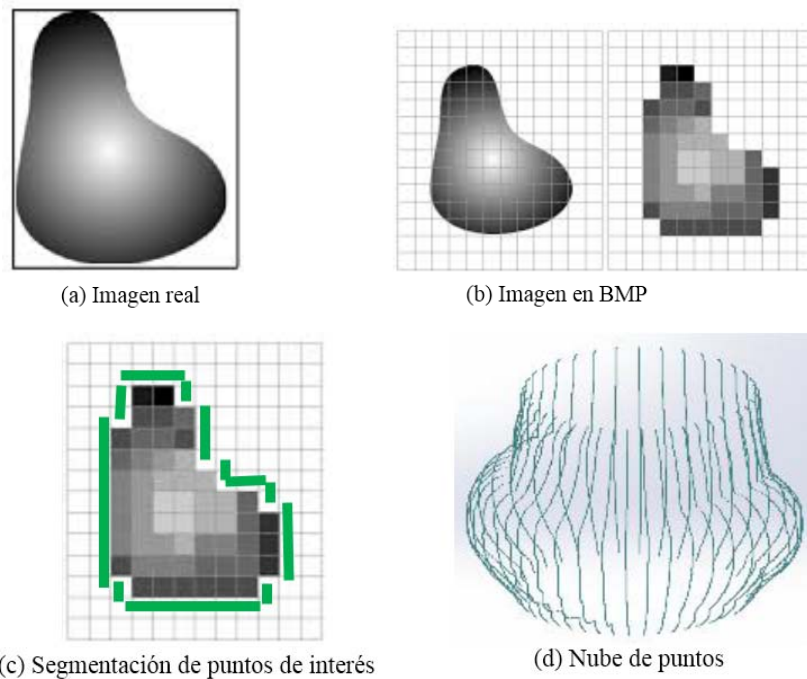 (a) Imagen real
(b) Imagen en BMP
(c) Segmentación de puntos de interés
(d) Nube de puntos